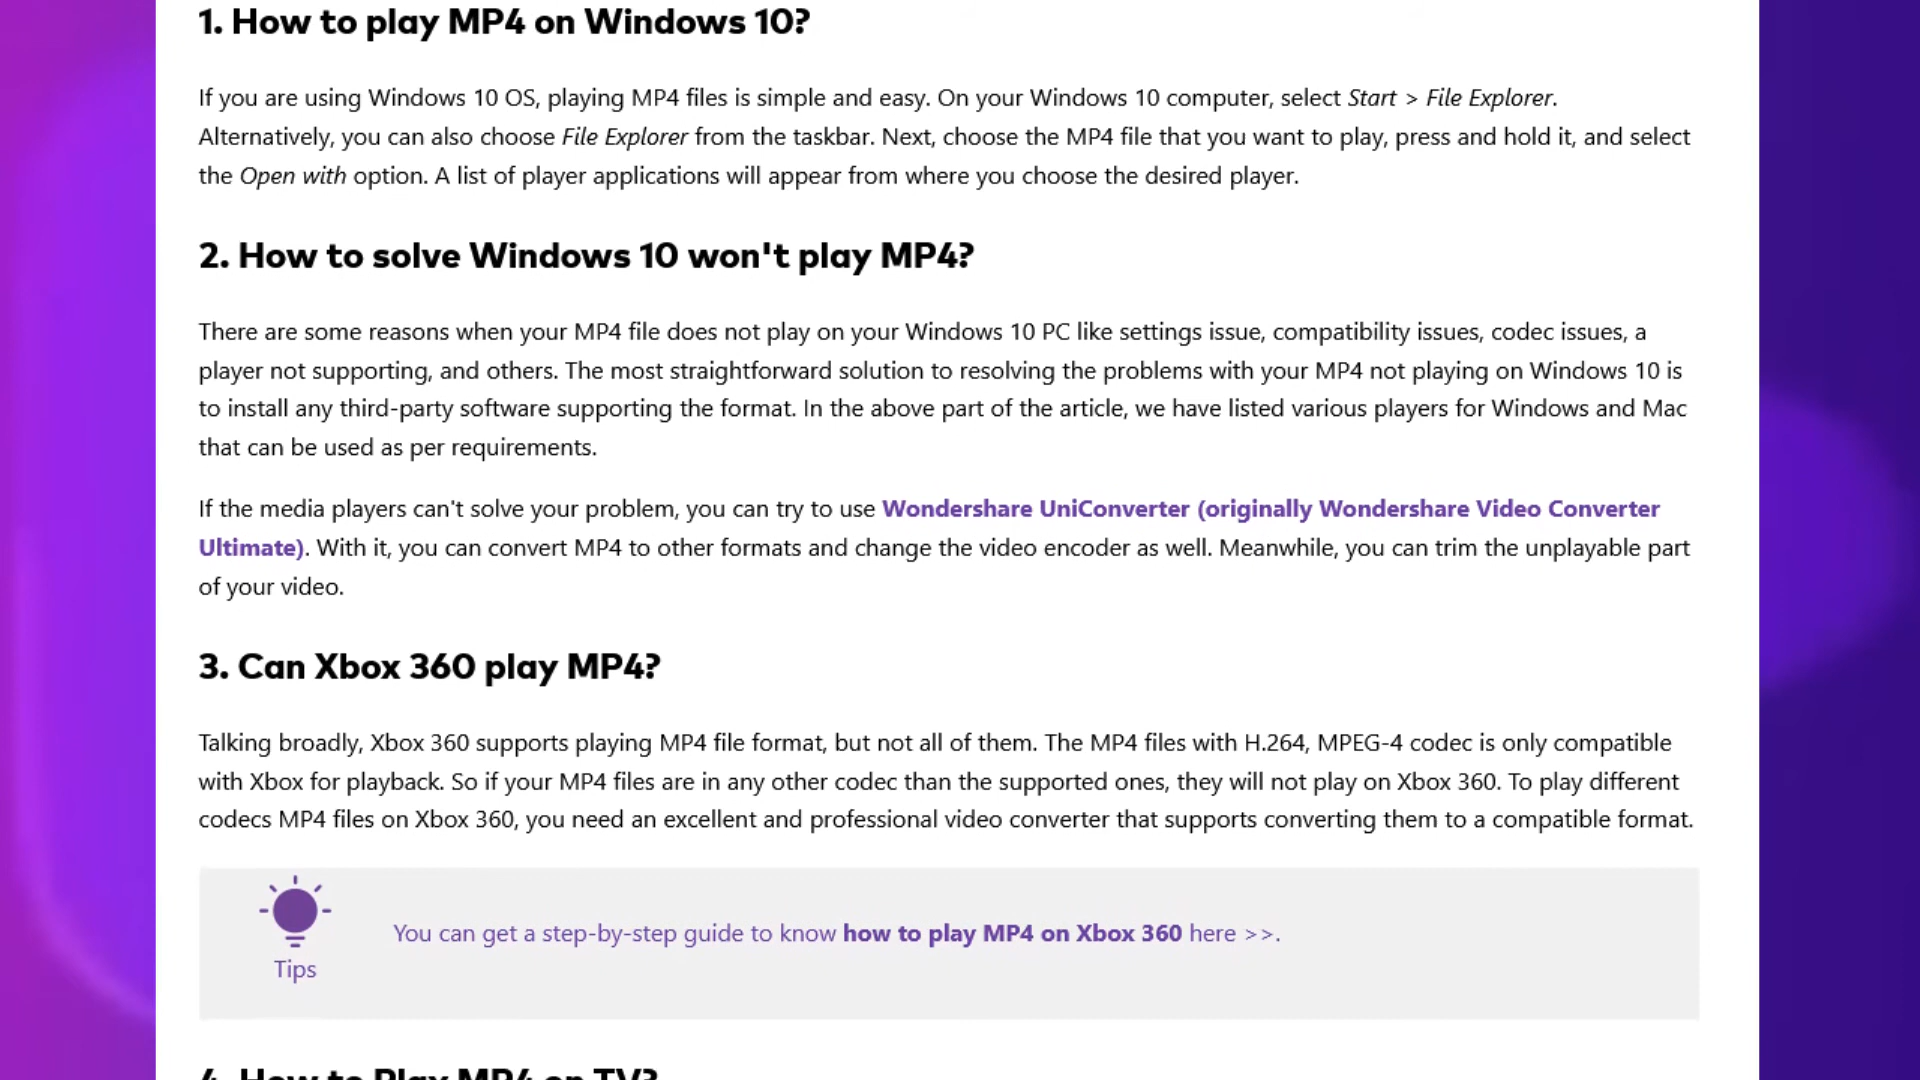 1. How to play MP4 on Windows 10?
If you are using Windows 10 OS, playing MP4 files is simple and easy. On your Windows 10 computer, select Start > File Explorer.
Alternatively, you can also choose File Explorer from the taskbar. Next, choose the MP4 file that you want to play, press and hold it, and select
the Open with option. A list of player applications will appear from where you choose the desired player.
2. How to solve Windows 10 won't play MP4?
There are some reasons when your MP4 file does not play on your Windows 10 PC like settings issue, compatibility issues, codec issues, a
player not supporting, and others. The most straightforward solution to resolving the problems with your MP4 not playing on Windows 10 is
to install any third-party software supporting the format. In the above part of the article, we have listed various players for Windows and Mac
that can be used as per requirements.
If the media players can't solve your problem, you can try to use Wondershare UniConverter (originally Wondershare Video Converter
Ultimate). With it, you can convert MP4 to other formats and change the video encoder as well. Meanwhile, you can trim the unplayable part
of your video.
3. Can Xbox 360 play MP4?
Talking broadly, Xbox 360 supports playing MP4 file format, but not all of them. The MP4 files with H.264, MPEG-4 codec is only compatible
with Xbox for playback. So if your MP4 files are in any other codec than the supported ones, they will not play on Xbox 360. To play different
codecs MP4 files on Xbox 360, you need an excellent and professional video converter that supports converting them to a compatible format.
You can get a step-by-step guide to know how to play MP4 on Xbox 360 here >>.
Tips
4. How to Play MP4 on TV?